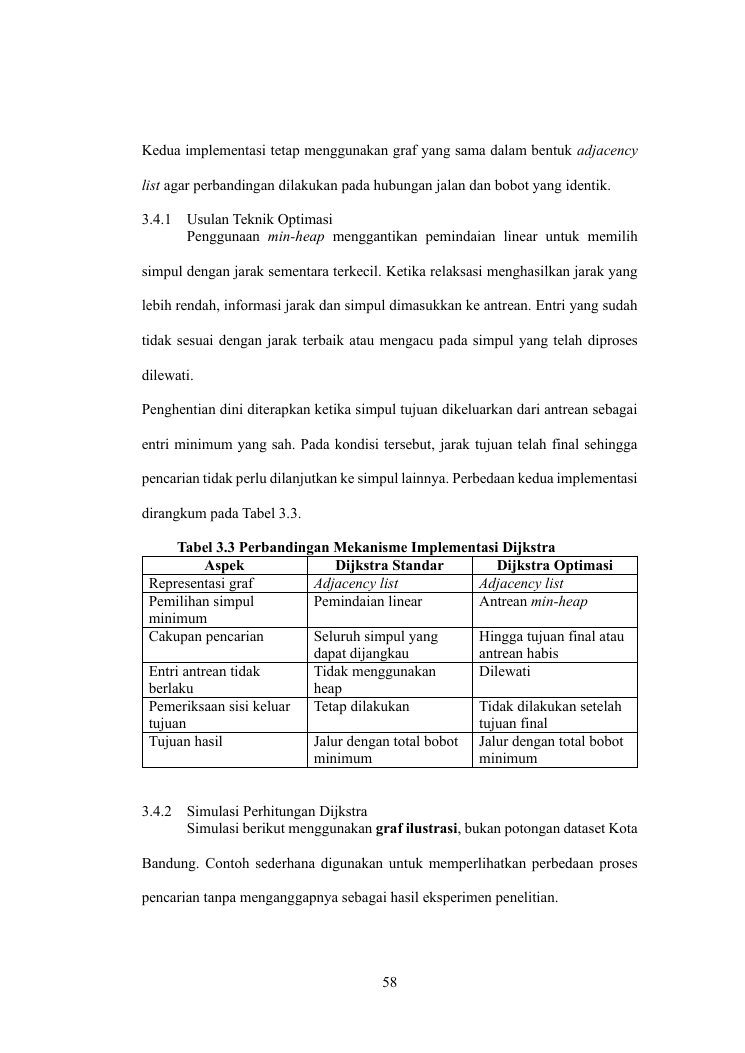 Kedua implementasi tetap menggunakan graf yang sama dalam bentuk adjacency
list agar perbandingan dilakukan pada hubungan jalan dan bobot yang identik.
3.4.1 Usulan Teknik Optimasi
Penggunaan min-heap menggantikan pemindaian linear untuk memilih
simpul dengan jarak sementara terkecil. Ketika relaksasi menghasilkan jarak yang
lebih rendah, informasi jarak dan simpul dimasukkan ke antrean. Entri yang sudah
tidak sesuai dengan jarak terbaik atau mengacu pada simpul yang telah diproses
dilewati.
Penghentian dini diterapkan ketika simpul tujuan dikeluarkan dari antrean sebagai
entri minimum yang sah. Pada kondisi tersebut, jarak tujuan telah final sehingga
pencarian tidak perlu dilanjutkan ke simpul lainnya. Perbedaan kedua implementasi
dirangkum pada Tabel 3.3.
Tabel 3.3 Perbandingan Mekanisme Implementasi Dijkstra
Aspek Dijkstra Standar Dijkstra Optimasi
Representasi graf Adjacency list Adjacency list
Pemilihan simpul Pemindaian linear Antrean min-heap
minimum
Cakupan pencarian Seluruh simpul yang Hingga tujuan final atau
dapat dijangkau antrean habis
Entri antrean tidak Tidak menggunakan Dilewati
berlaku heap
Pemeriksaan sisi keluar Tetap dilakukan Tidak dilakukan setelah
tujuan tujuan final
Tujuan hasil Jalur dengan total bobot Jalur dengan total bobot
minimum minimum
3.4.2 Simulasi Perhitungan Dijkstra
Simulasi berikut menggunakan graf ilustrasi, bukan potongan dataset Kota
Bandung. Contoh sederhana digunakan untuk memperlihatkan perbedaan proses
pencarian tanpa menganggapnya sebagai hasil eksperimen penelitian.
58